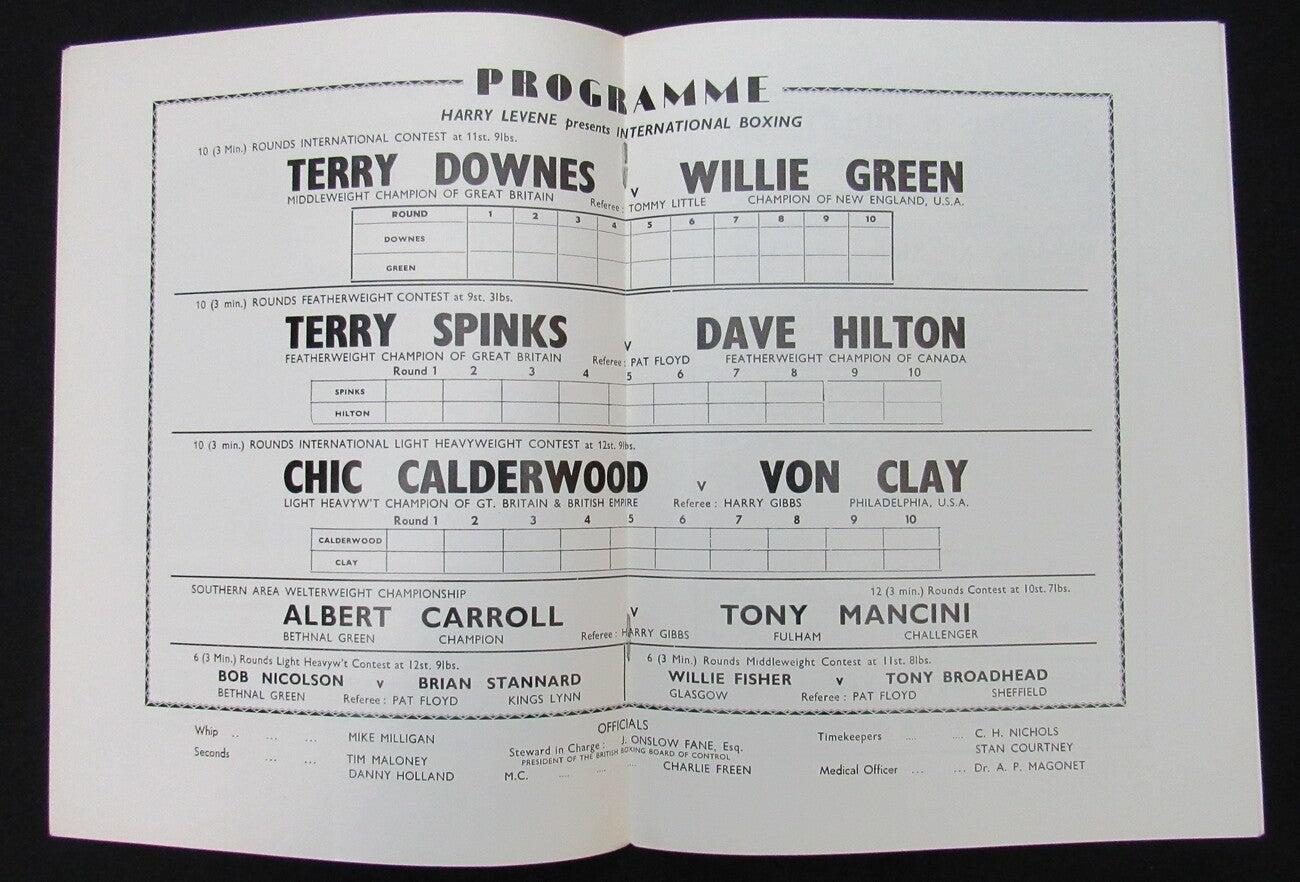 PROGRAMME
HARRY LEVENE presents INTERNATIONAL BOXING
10 (3 Min.) ROUNDS INTERNATIONAL CONTEST at 11st. 9lbs.
TERRY DOWNES v WILLIE GREEN
MIDDLEWEIGHT CHAMPION OF GREAT BRITAIN Referee : TOMMY LITTLE CHAMPION OF NEW ENGLAND, U.S.A.
ROUND 1 2 3 4 5 6 7 8 9 10
DOWNES
GREEN
10 (3 min.) ROUNDS FEATHERWEIGHT CONTEST at 9st. 3lbs.
TERRY SPINKS v DAVE HILTON
FEATHERWEIGHT CHAMPION OF GREAT BRITAIN Referee : PAT FLOYD FEATHERWEIGHT CHAMPION OF CANADA
Round 1 2 3 4 5 6 7 8 9 10
SPINKS
HILTON
10 (3 min.) ROUNDS INTERNATIONAL LIGHT HEAVYWEIGHT CONTEST at 12st. 9lbs.
CHIC CALDERWOOD v VON CLAY
LIGHT HEAVYW'T CHAMPION OF GT. BRITAIN & BRITISH EMPIRE Referee : HARRY GIBBS PHILADELPHIA, U.S.A.
Round 1 2 3 4 5 6 7 8 9 10
CALDERWOOD
CLAY
SOUTHERN AREA WELTERWEIGHT CHAMPIONSHIP 12 (3 min.) Rounds Contest at 10st. 7lbs.
ALBERT CARROLL v TONY MANCINI
BETHNAL GREEN CHAMPION Referee : HARRY GIBBS FULHAM CHALLENGER
6 (3 Min.) Rounds Light Heavyw't Contest at 12st. 9lbs.
BOB NICOLSON v BRIAN STANNARD
BETHNAL GREEN Referee : PAT FLOYD KINGS LYNN
6 (3 Min.) Rounds Middleweight Contest at 11st. 8lbs.
WILLIE FISHER v TONY BROADHEAD
GLASGOW Referee : PAT FLOYD SHEFFIELD
OFFICIALS
Whip .. ... ... MIKE MILLIGAN
Seconds ... ... TIM MALONEY
DANNY HOLLAND
Steward in Charge : J. ONSLOW FANE, Esq.
PRESIDENT OF THE BRITISH BOXING BOARD OF CONTROL
M.C. .... .... .... CHARLIE FREEN
Timekeepers .... .... C. H. NICHOLS
STAN COURTNEY
Medical Officer ... ... Dr. A. P. MAGONET